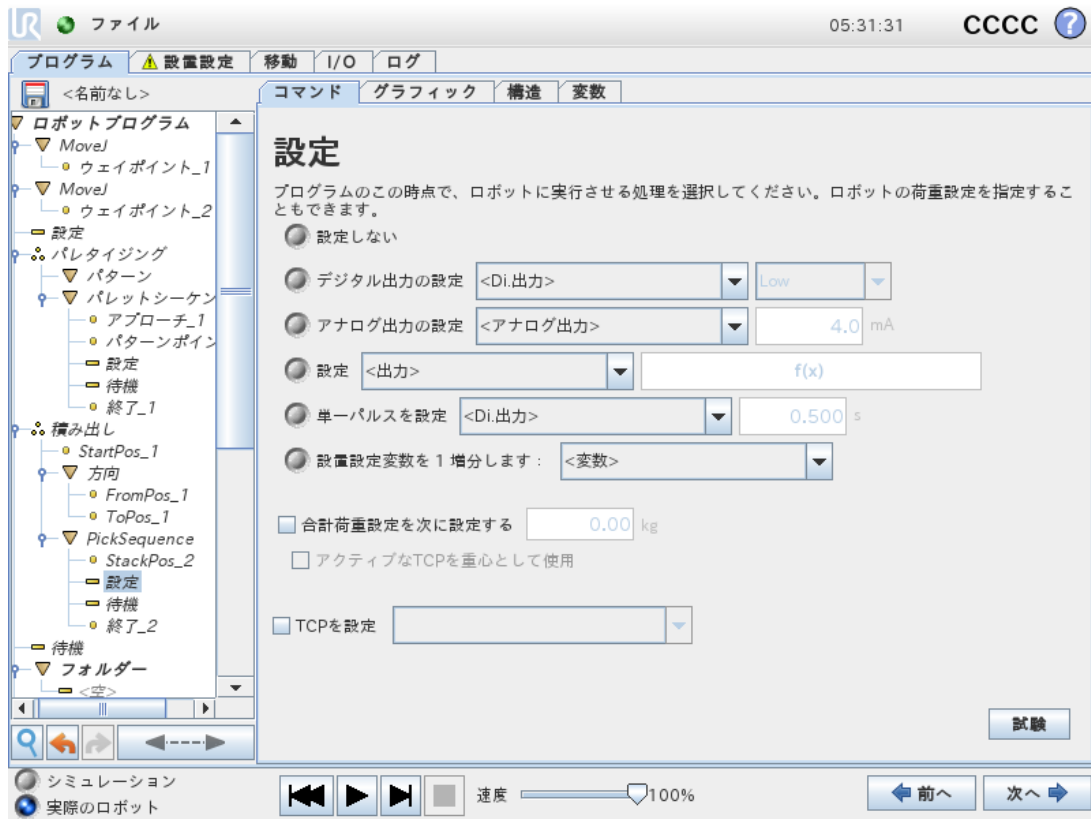 UR ファイル 05:31:31 CCCC ?
プログラム 設置設定 移動 I/O ログ
<名前なし> コマンド グラフィック 構造 変数
ロボットプログラム
MoveJ
ウェイポイント_1
MoveJ
ウェイポイント_2
設定
パレタイジング
パターン
パレットシーケン
アプローチ_1
パターンポイン
設定
待機
終了_1
積み出し
StartPos_1
方向
FromPos_1
ToPos_1
PickSequence
StackPos_2
設定
待機
終了_2
待機
フォルダー
<空>
設定
プログラムのこの時点で、ロボットに実行させる処理を選択してください。ロボットの荷重設定を指定するこ
ともできます。
設定しない
デジタル出力の設定 <Di.出力> Low
アナログ出力の設定 <アナログ出力> 4.0 mA
設定 <出力> f(x)
単一パルスを設定 <Di.出力> 0.500 s
設置設定変数を 1 増分します： <変数>
合計荷重設定を次に設定する 0.00 kg
アクティブなTCPを重心として使用
TCPを設定
試験
シミュレーション
実際のロボット
速度 100% 前へ 次へ